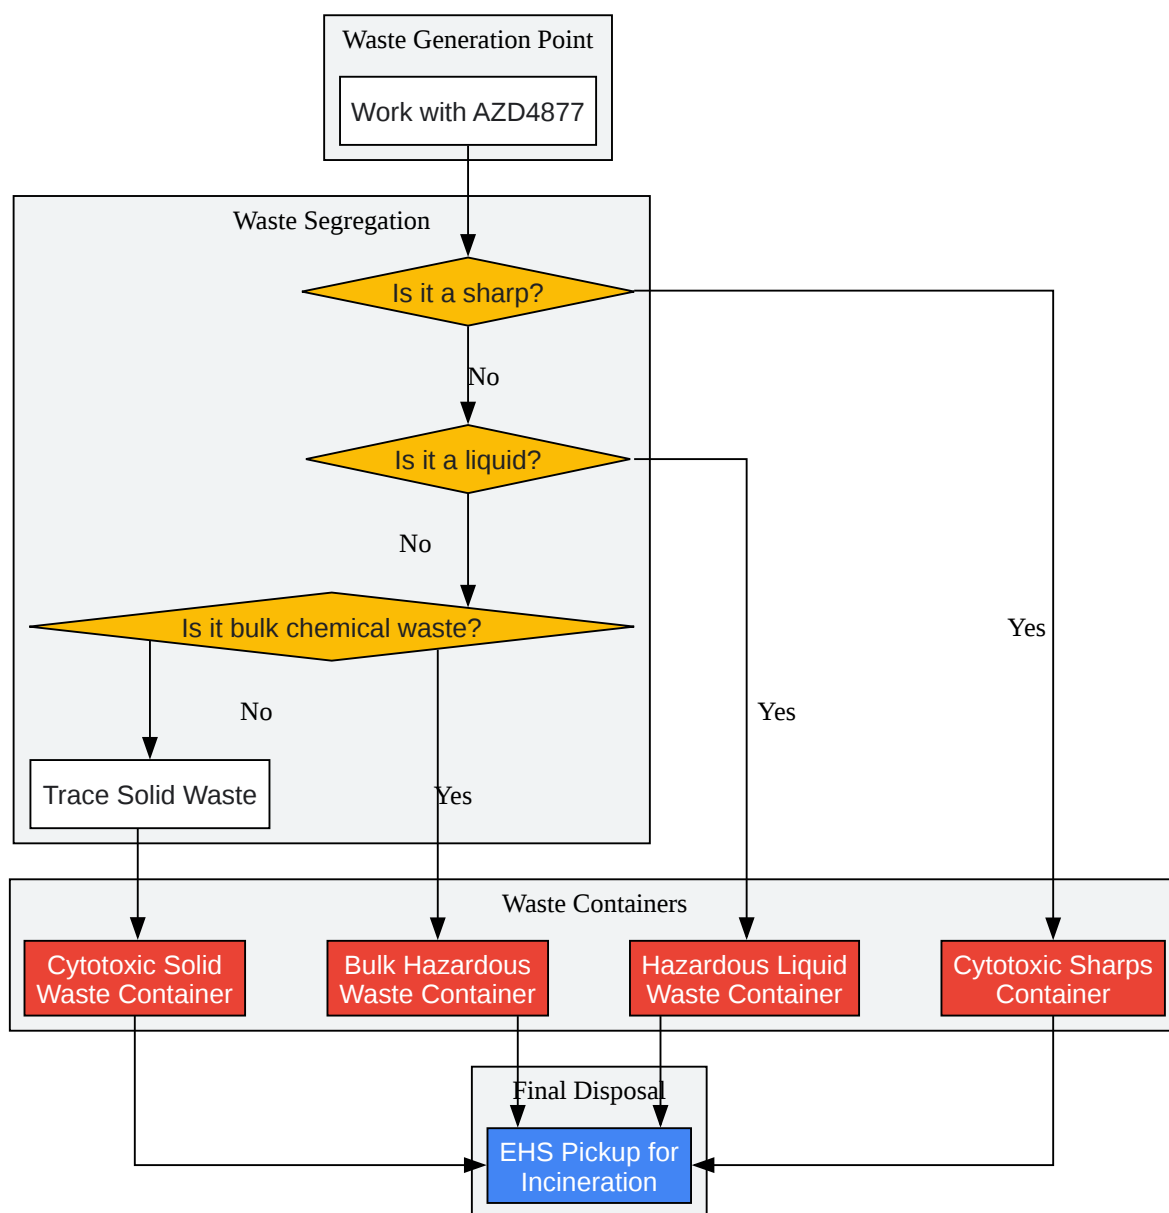 Waste Generation Point
Work with AZD4877
Waste Segregation
Is it a sharp?
No
Is it a liquid?
No
Is it bulk chemical waste?
Yes
No
Yes
Trace Solid Waste
Yes
Waste Containers
Cytotoxic Solid
Waste Container
Bulk Hazardous
Waste Container
Hazardous Liquid
Waste Container
Cytotoxic Sharps
Container
Final Disposal
EHS Pickup for
Incineration